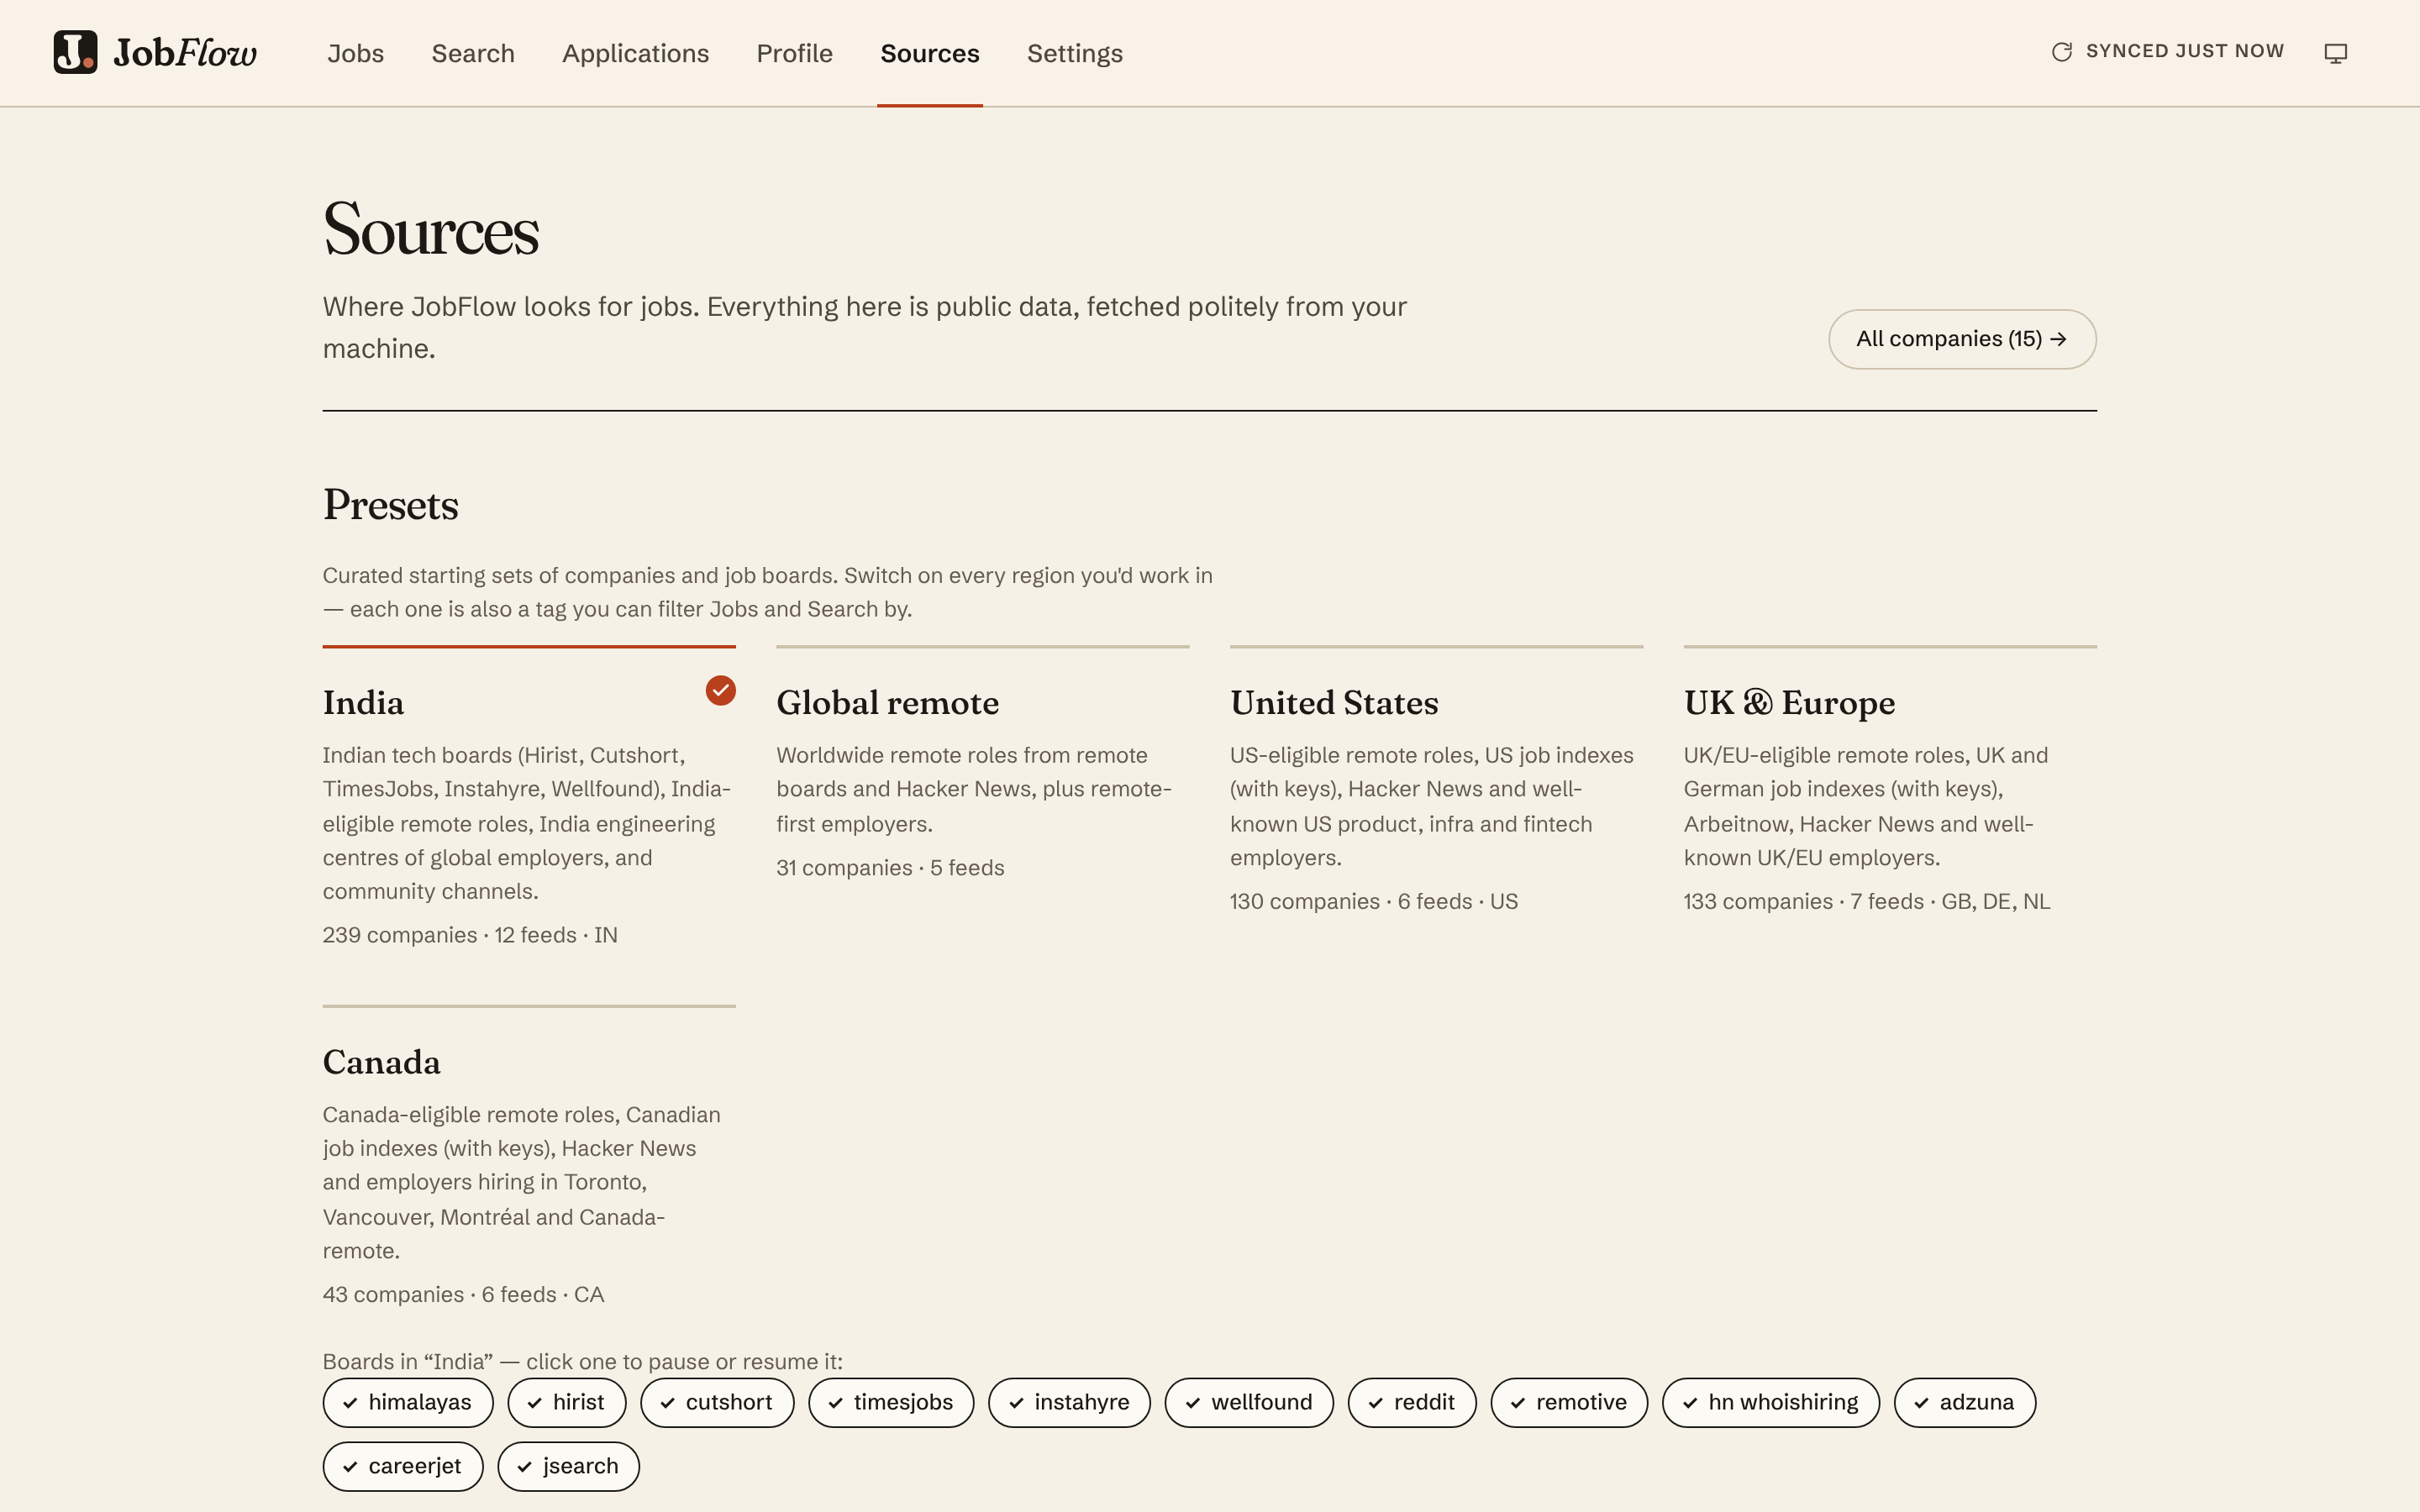 J. JobFlow
Jobs
Search
Applications
Profile
Sources
Settings
SYNCED JUST NOW
Sources
Where JobFlow looks for jobs. Everything here is public data, fetched politely from your
machine.
All companies (15) →
Presets
Curated starting sets of companies and job boards. Switch on every region you'd work in
— each one is also a tag you can filter Jobs and Search by.
India
Indian tech boards (Hirist, Cutshort,
TimesJobs, Instahyre, Wellfound), India-
eligible remote roles, India engineering
centres of global employers, and
community channels.
239 companies · 12 feeds · IN
Global remote
Worldwide remote roles from remote
boards and Hacker News, plus remote-
first employers.
31 companies · 5 feeds
United States
US-eligible remote roles, US job indexes
(with keys), Hacker News and well-
known US product, infra and fintech
employers.
130 companies · 6 feeds · US
UK & Europe
UK/EU-eligible remote roles, UK and
German job indexes (with keys),
Arbeitnow, Hacker News and well-
known UK/EU employers.
133 companies · 7 feeds · GB, DE, NL
Canada
Canada-eligible remote roles, Canadian
job indexes (with keys), Hacker News
and employers hiring in Toronto,
Vancouver, Montréal and Canada-
remote.
43 companies · 6 feeds · CA
Boards in “India” — click one to pause or resume it:
✓ himalayas ✓ hirist ✓ cutshort ✓ timesjobs ✓ instahyre ✓ wellfound ✓ reddit ✓ remotive ✓ hn whoishiring ✓ adzuna
✓ careerjet ✓ jsearch